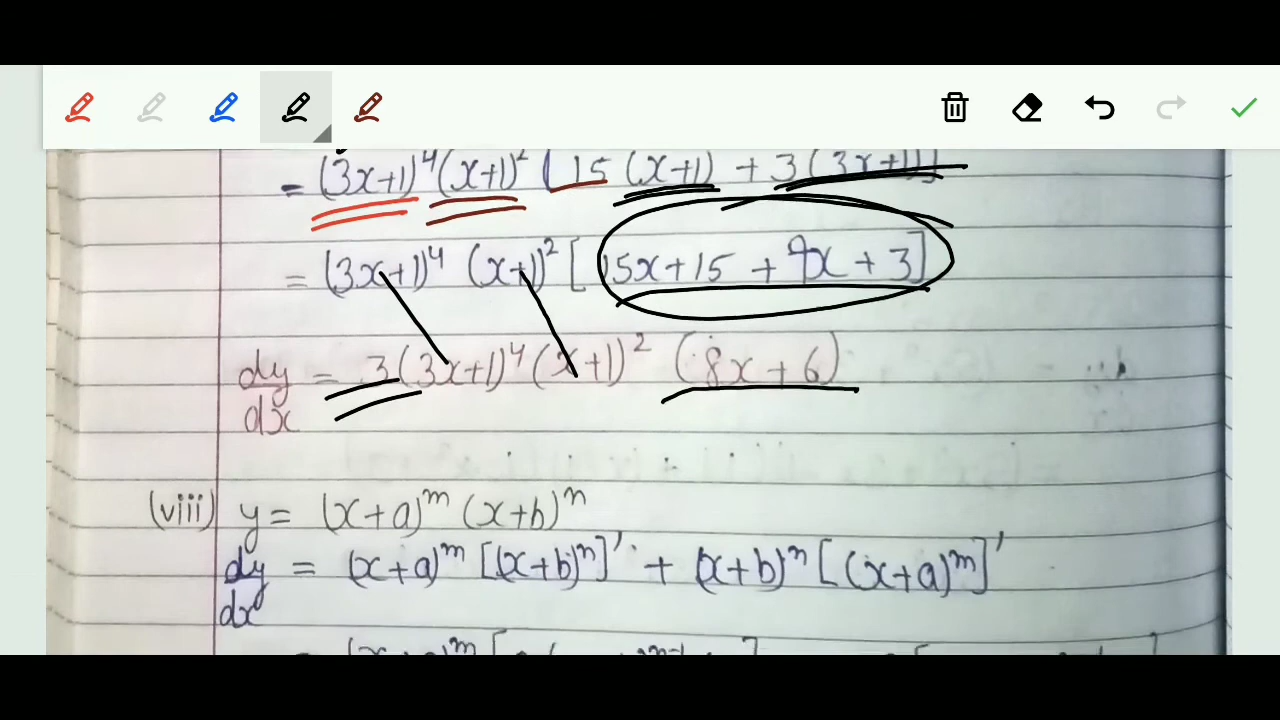 = (3x+1)⁴(x+1)² [15 (x+1) + 3(3x+1)]
= (3x+1)⁴ (x+1)² [15x+15 + 9x + 3]
dy/dx = 3(3x+1)⁴(x+1)² (8x+6)
(viii) y = (x+a)ᵐ (x+b)ⁿ
dy/dx = (x+a)ᵐ [(x+b)ⁿ]' + (x+b)ⁿ [(x+a)ᵐ]'